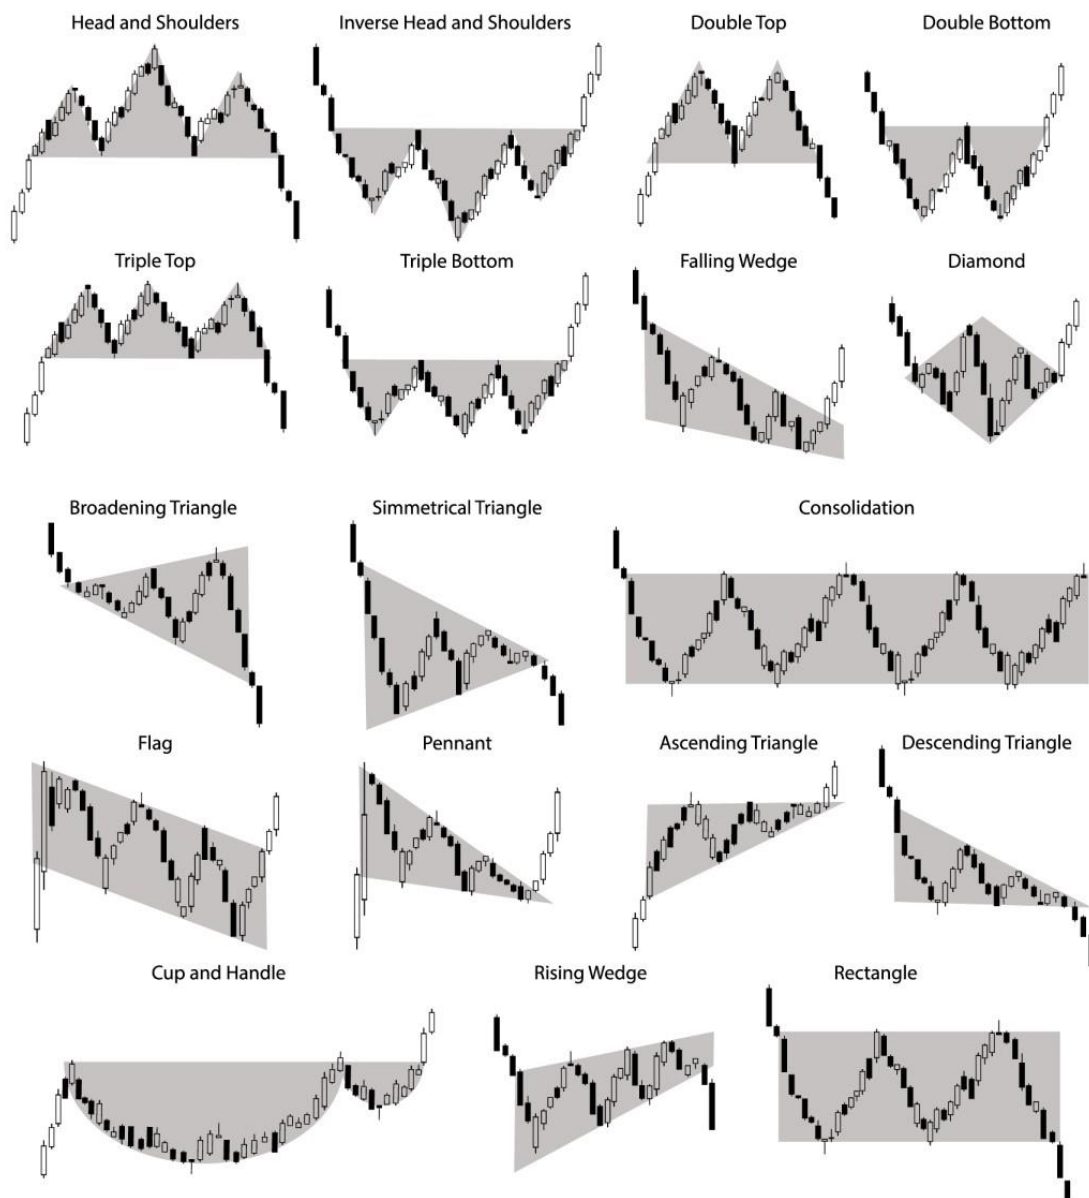 Head and Shoulders
Inverse Head and Shoulders
Double Top
Double Bottom
Triple Top
Triple Bottom
Falling Wedge
Diamond
Broadening Triangle
Simmetrical Triangle
Consolidation
Flag
Pennant
Ascending Triangle
Descending Triangle
Cup and Handle
Rising Wedge
Rectangle